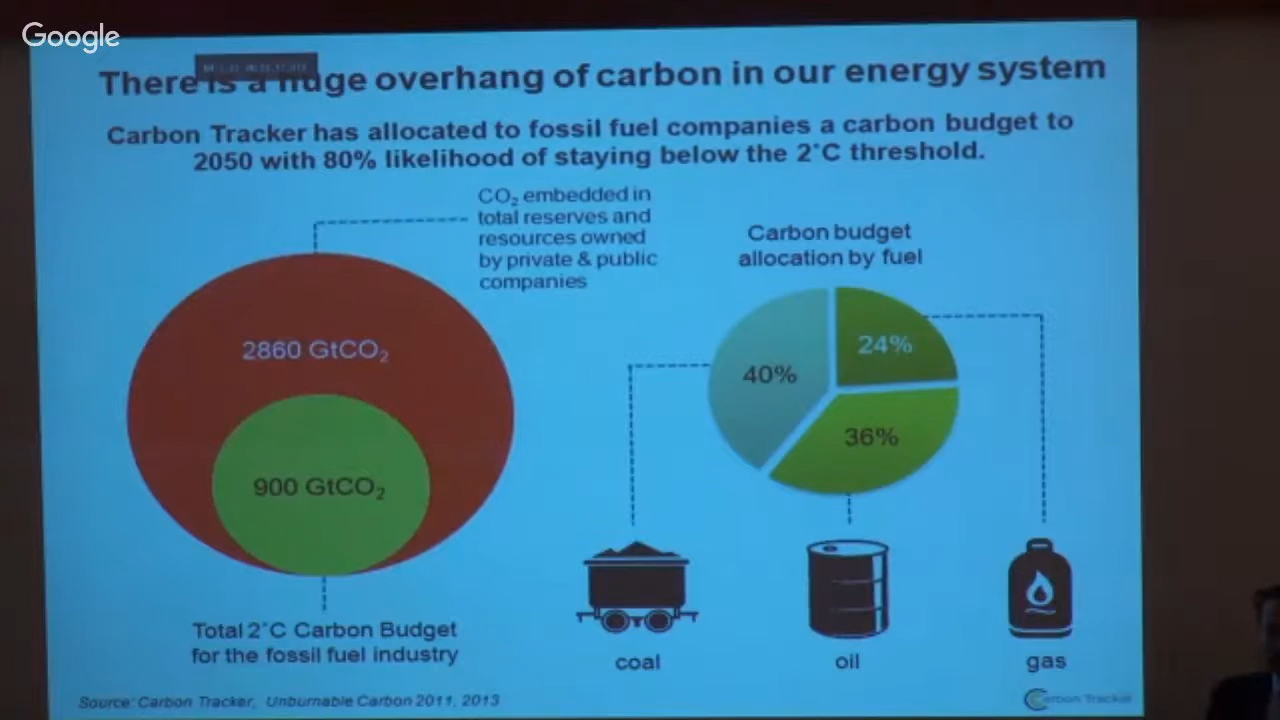 Google
There is a huge overhang of carbon in our energy system
Carbon Tracker has allocated to fossil fuel companies a carbon budget to
2050 with 80% likelihood of staying below the 2°C threshold.
CO₂ embedded in
total reserves and
resources owned
by private & public
companies
2860 GtCO₂
900 GtCO₂
Total 2°C Carbon Budget
for the fossil fuel industry
Carbon budget
allocation by fuel
24%
40%
36%
coal
oil
gas
Source: Carbon Tracker, Unburnable Carbon 2011, 2013
Carbon Tracker